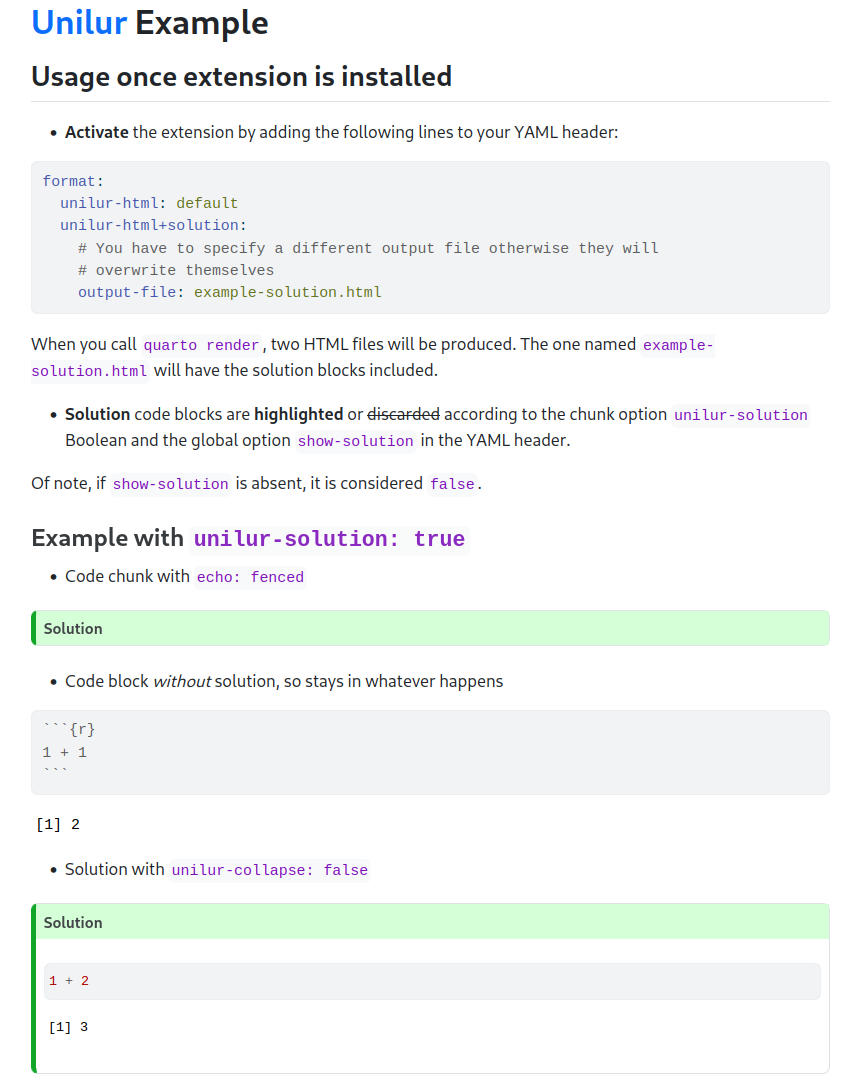 Unilur Example
Usage once extension is installed
• Activate the extension by adding the following lines to your YAML header:
format:
  unilur-html: default
  unilur-html+solution:
    # You have to specify a different output file otherwise they will
    # overwrite themselves
    output-file: example-solution.html
When you call quarto render, two HTML files will be produced. The one named example-
solution.html will have the solution blocks included.
• Solution code blocks are highlighted or discarded according to the chunk option unilur-solution
Boolean and the global option show-solution in the YAML header.
Of note, if show-solution is absent, it is considered false.
Example with unilur-solution: true
• Code chunk with echo: fenced
Solution
• Code block without solution, so stays in whatever happens
```{r}
1 + 1
```
[1] 2
• Solution with unilur-collapse: false
Solution
1 + 2
[1] 3